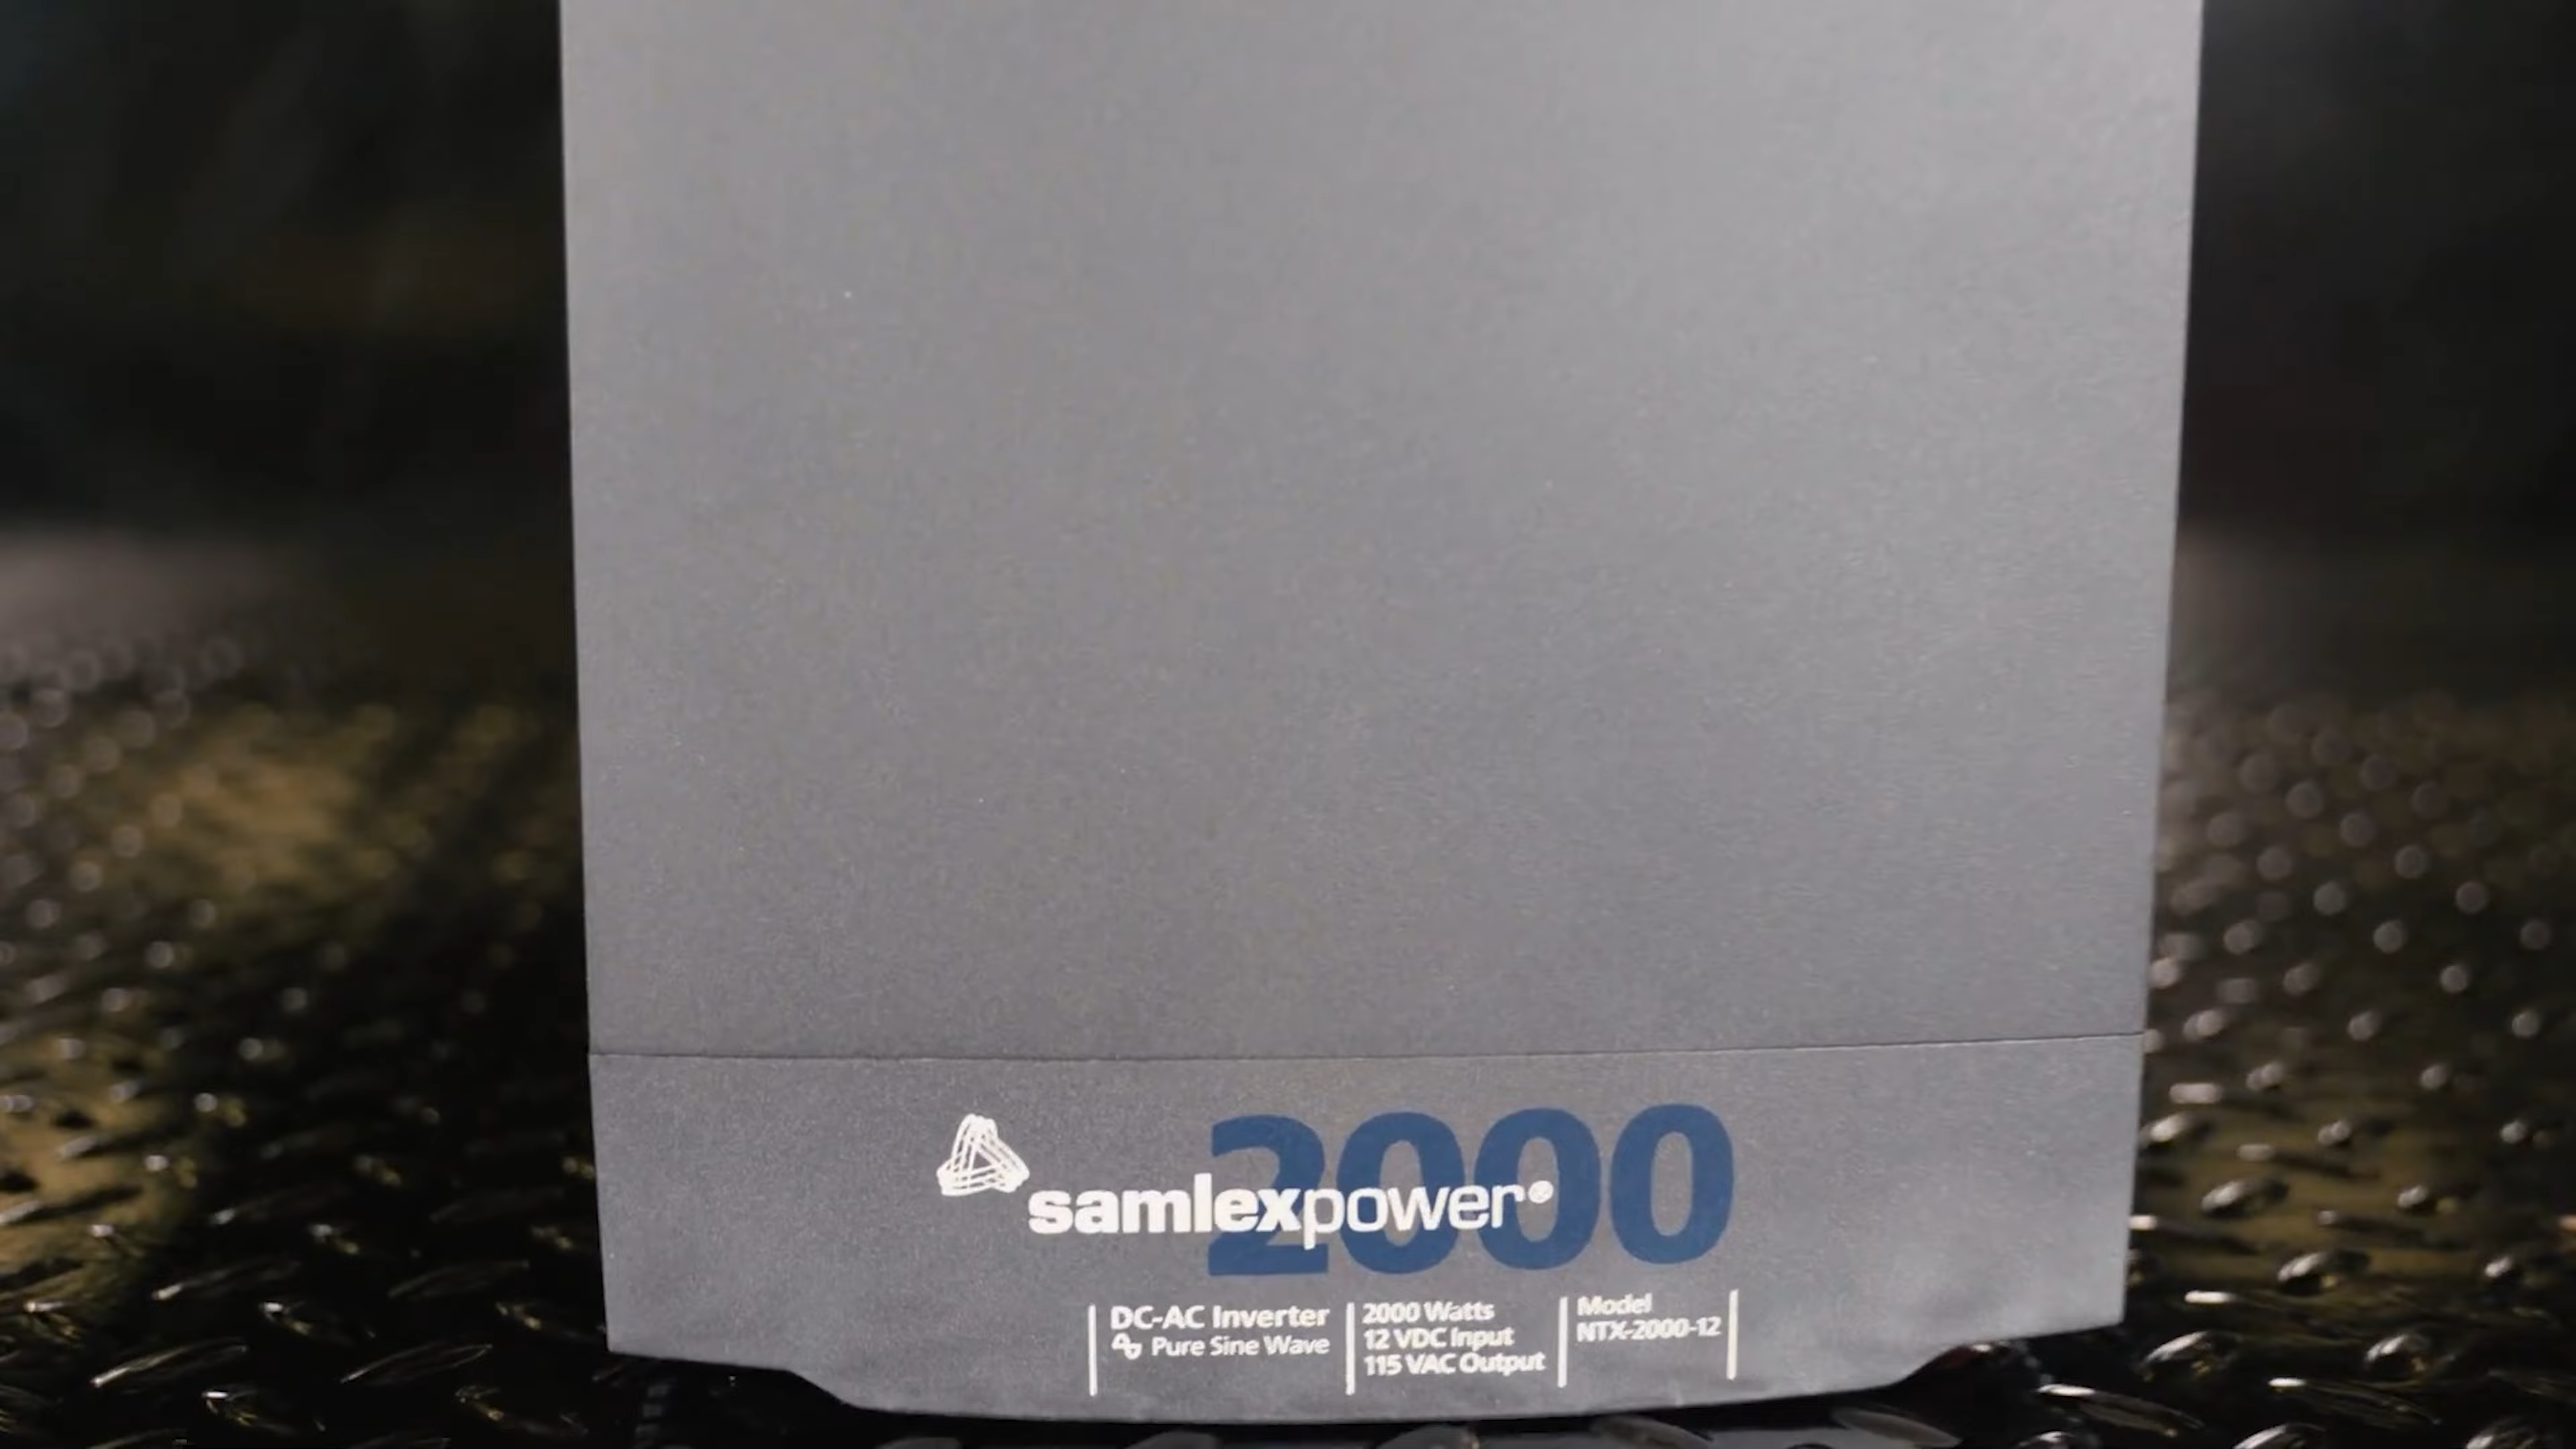 2000
samlexpower®
DC-AC Inverter
Pure Sine Wave
2000 Watts
12 VDC Input
115 VAC Output
Model
NTX-2000-12